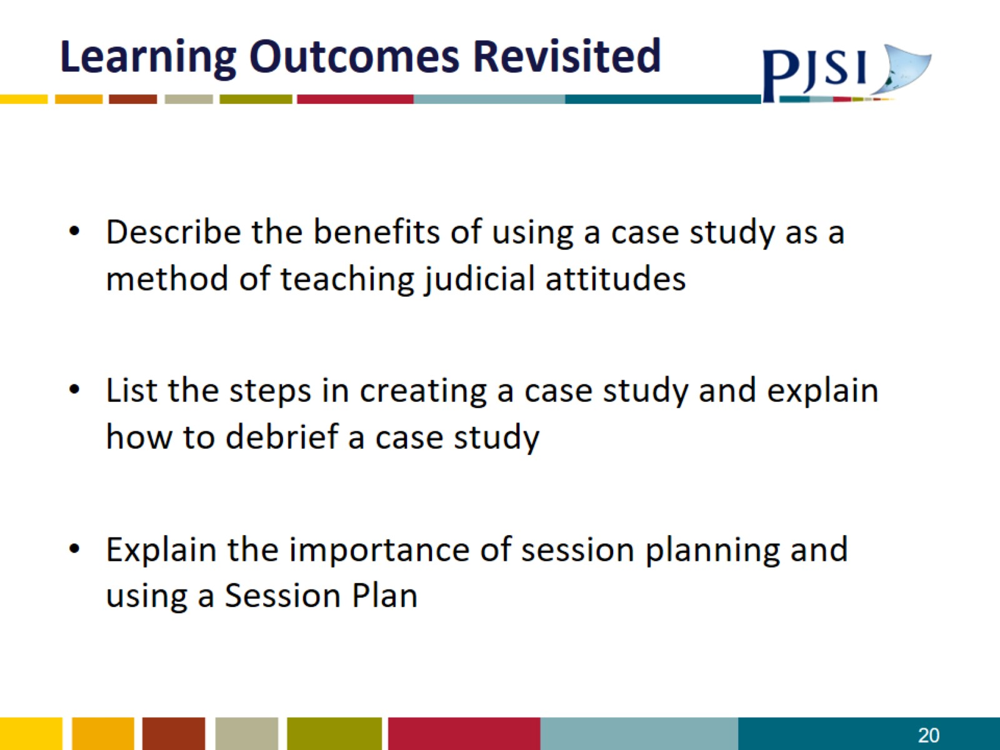 Learning Outcomes Revisited
PJSI
• Describe the benefits of using a case study as a
method of teaching judicial attitudes
• List the steps in creating a case study and explain
how to debrief a case study
• Explain the importance of session planning and
using a Session Plan
20